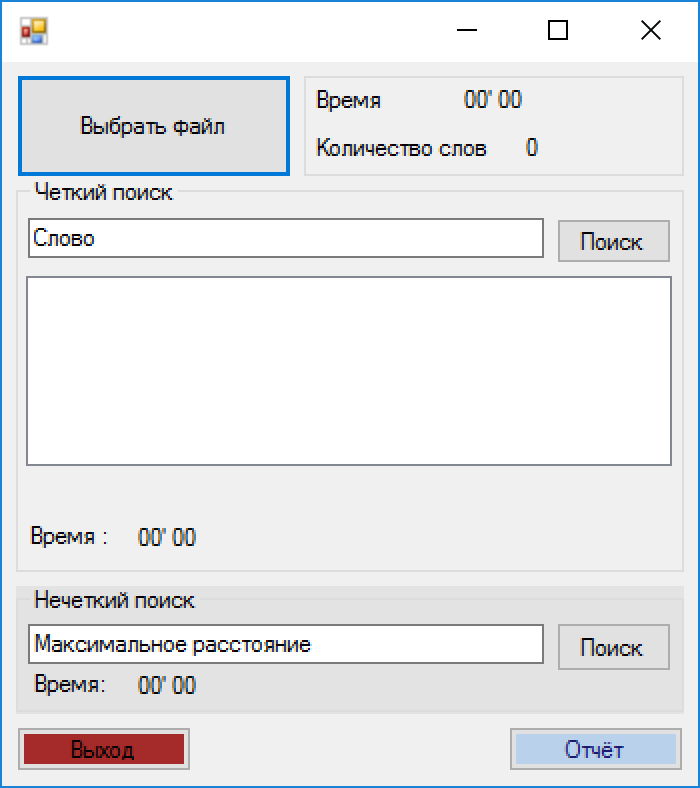 Выбрать файл
Время 00' 00
Количество слов 0
Четкий поиск
Слово
Поиск
Время : 00' 00
Нечеткий поиск
Максимальное расстояние
Поиск
Время: 00' 00
Выход
Отчёт